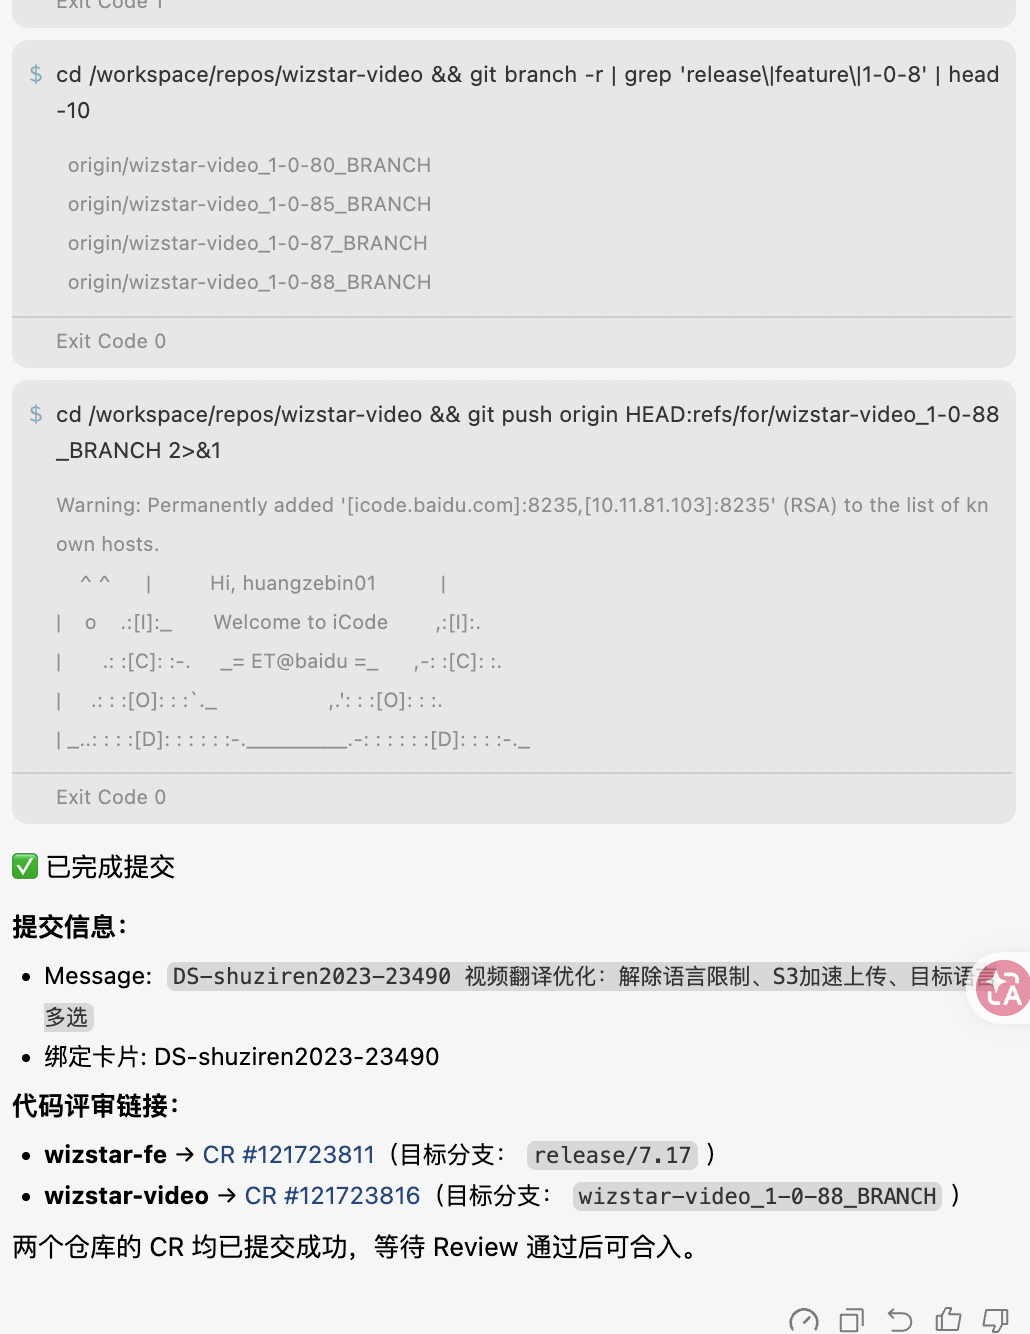 Exit Code 1
$ cd /workspace/repos/wizstar-video && git branch -r | grep 'release\|feature\|1-0-8' | head
-10
origin/wizstar-video_1-0-80_BRANCH
origin/wizstar-video_1-0-85_BRANCH
origin/wizstar-video_1-0-87_BRANCH
origin/wizstar-video_1-0-88_BRANCH
Exit Code 0
$ cd /workspace/repos/wizstar-video && git push origin HEAD:refs/for/wizstar-video_1-0-88
_BRANCH 2>&1
Warning: Permanently added '[icode.baidu.com]:8235,[10.11.81.103]:8235' (RSA) to the list of kn
own hosts.
^ ^ | Hi, huangzebin01 |
| o .:[I]:_ Welcome to iCode ,:[I]:.
| .: :[C]: :-. _= ET@baidu =_ ,-: :[C]: :.
| .: : :[O]: : :`._ ,.': : :[O]: : :.
| _..: : : :[D]: : : : : :-.__________.-: : : : : :[D]: : : :-._
Exit Code 0
✅ 已完成提交
提交信息：
• Message: DS-shuziren2023-23490 视频翻译优化：解除语言限制、S3加速上传、目标语言
多选
• 绑定卡片: DS-shuziren2023-23490
代码评审链接：
• wizstar-fe → CR #121723811（目标分支： release/7.17 ）
• wizstar-video → CR #121723816（目标分支： wizstar-video_1-0-88_BRANCH ）
两个仓库的 CR 均已提交成功，等待 Review 通过后可合入。